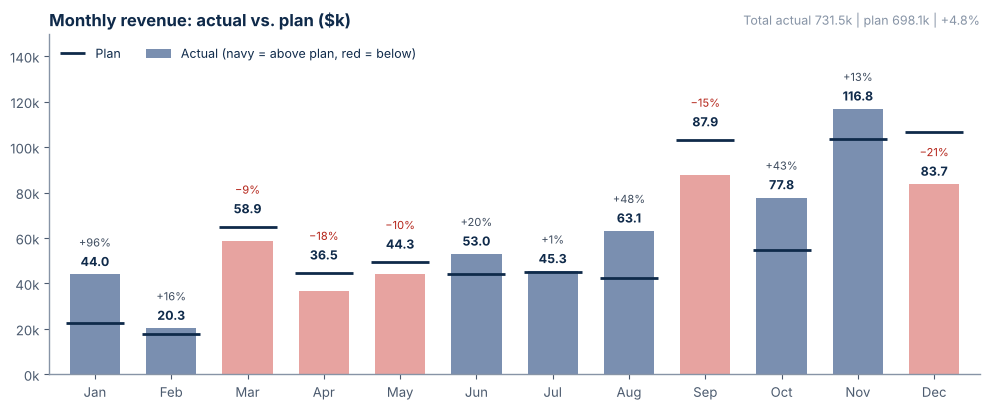 Monthly revenue: actual vs. plan ($k)
Total actual 731.5k | plan 698.1k | +4.8%
Plan
Actual (navy = above plan, red = below)
140k
120k
100k
80k
60k
40k
20k
0k
+96%
44.0
+16%
20.3
−9%
58.9
−18%
36.5
−10%
44.3
+20%
53.0
+1%
45.3
+48%
63.1
−15%
87.9
+43%
77.8
+13%
116.8
−21%
83.7
Jan Feb Mar Apr May Jun Jul Aug Sep Oct Nov Dec